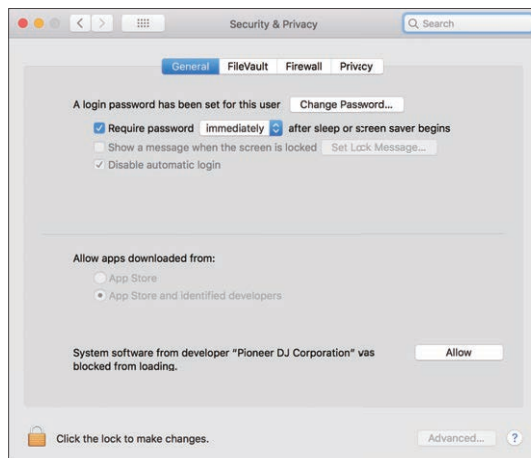 Security & Privacy
Search
General FileVault Firewall Privacy
A login password has been set for this user Change Password...
Require password immediately after sleep or screen saver begins
Show a message when the screen is locked Set Lock Message...
Disable automatic login
Allow apps downloaded from:
App Store
App Store and identified developers
System software from developer “Pioneer DJ Corporation” was
blocked from loading.
Allow
Click the lock to make changes.
Advanced...
?